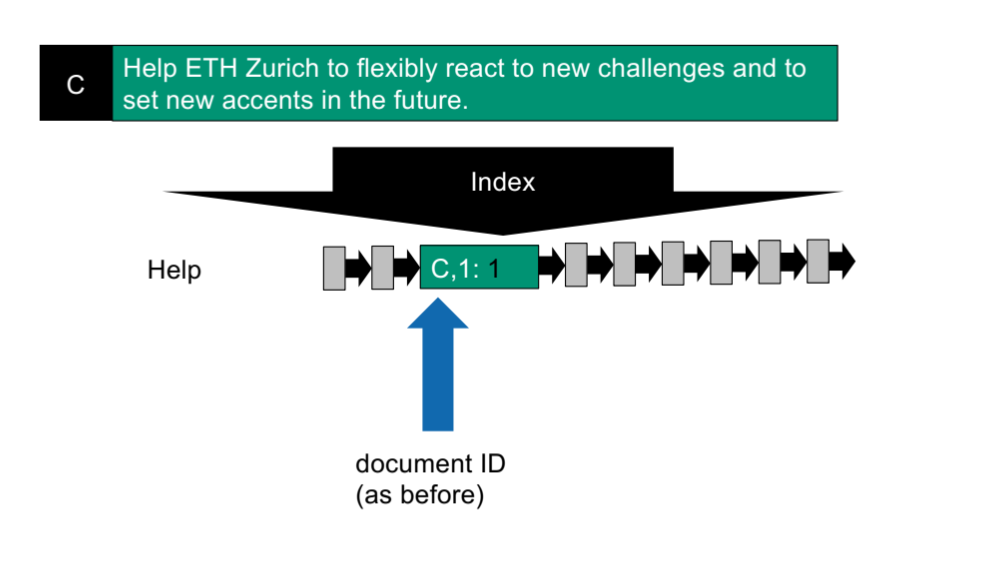 C
Help ETH Zurich to flexibly react to new challenges and to
set new accents in the future.
Index
Help
C,1: 1
document ID
(as before)